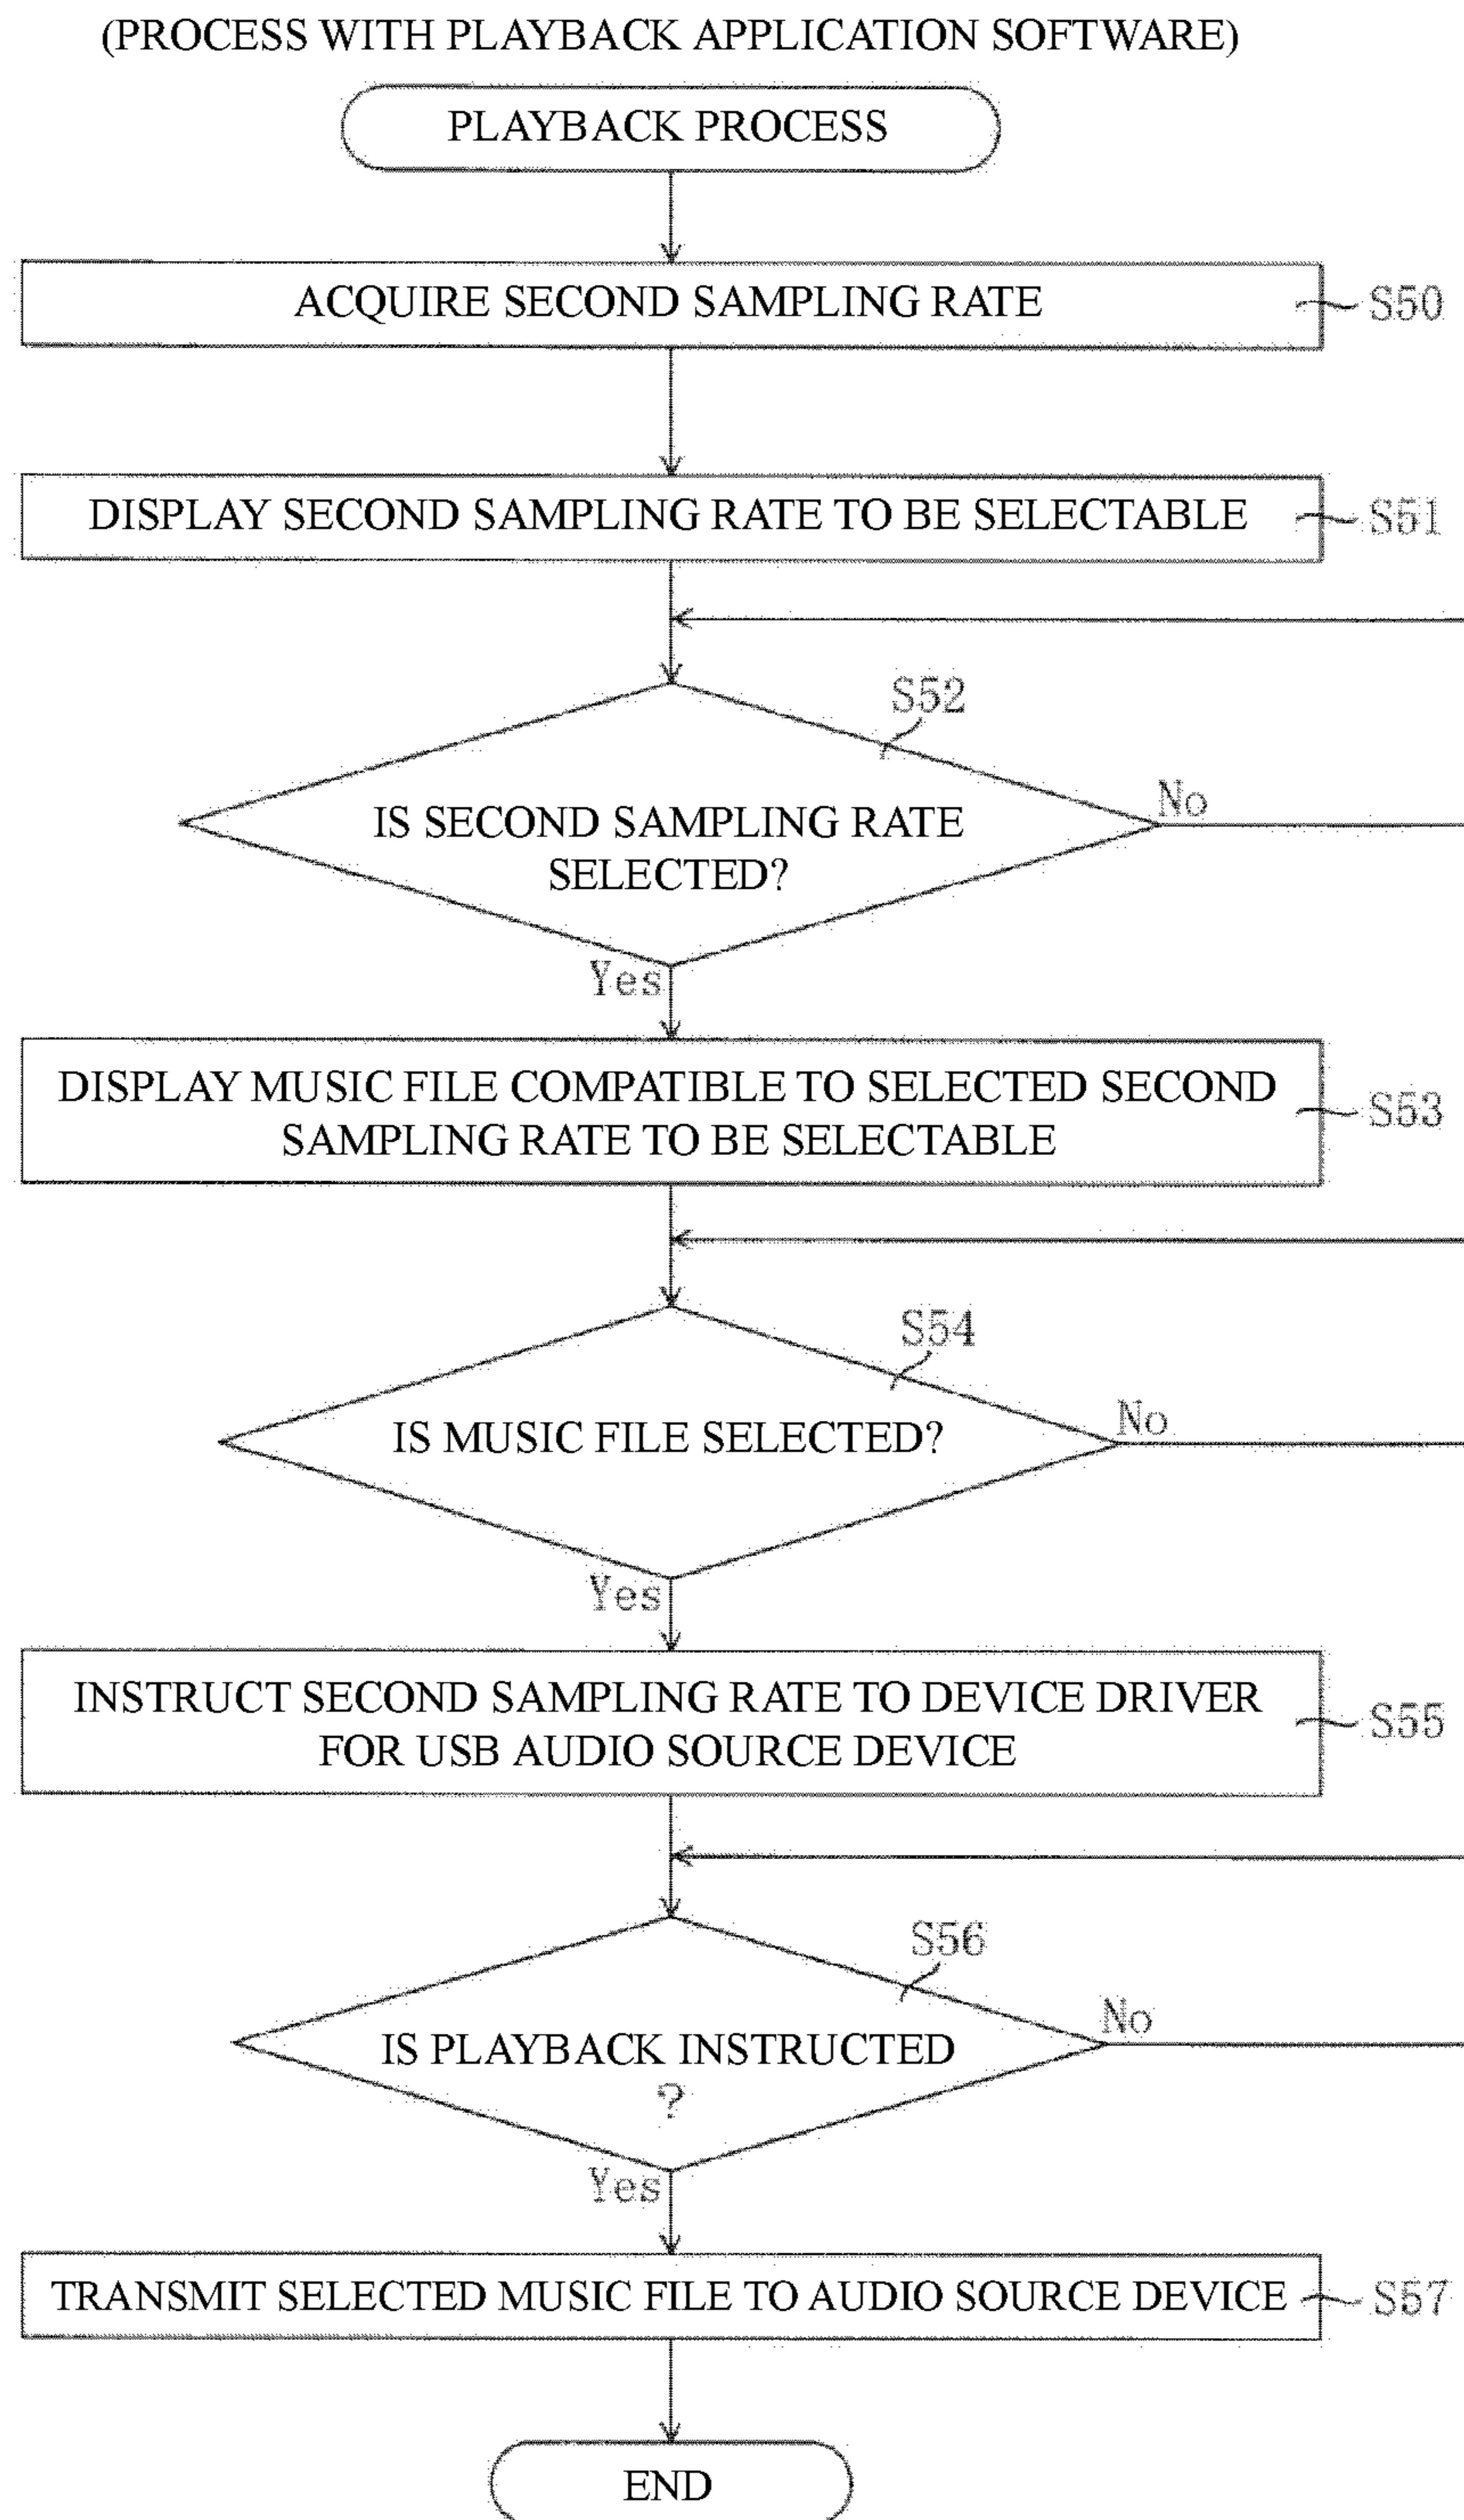 (PROCESS WITH PLAYBACK APPLICATION SOFTWARE)
PLAYBACK PROCESS
ACQUIRE SECOND SAMPLING RATE
S50
DISPLAY SECOND SAMPLING RATE TO BE SELECTABLE
S51
S52
IS SECOND SAMPLING RATE
SELECTED?
No
Yes
DISPLAY MUSIC FILE COMPATIBLE TO SELECTED SECOND
SAMPLING RATE TO BE SELECTABLE
S53
S54
IS MUSIC FILE SELECTED?
No
Yes
INSTRUCT SECOND SAMPLING RATE TO DEVICE DRIVER
FOR USB AUDIO SOURCE DEVICE
S55
S56
IS PLAYBACK INSTRUCTED
?
No
Yes
TRANSMIT SELECTED MUSIC FILE TO AUDIO SOURCE DEVICE
S57
END